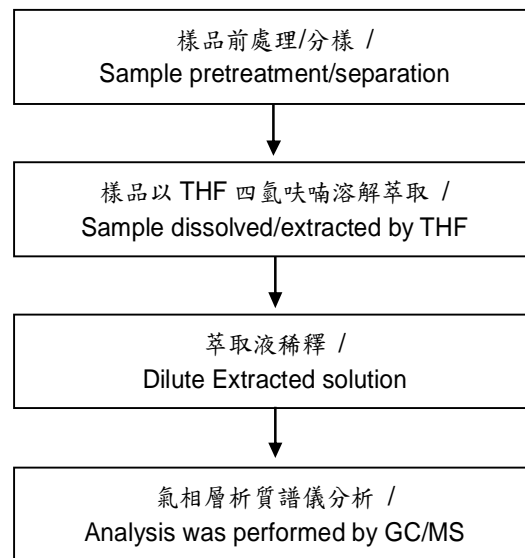 樣品前處理/分樣 /
Sample pretreatment/separation
樣品以 THF 四氫呋喃溶解萃取 /
Sample dissolved/extracted by THF
萃取液稀釋 /
Dilute Extracted solution
氣相層析質譜儀分析 /
Analysis was performed by GC/MS